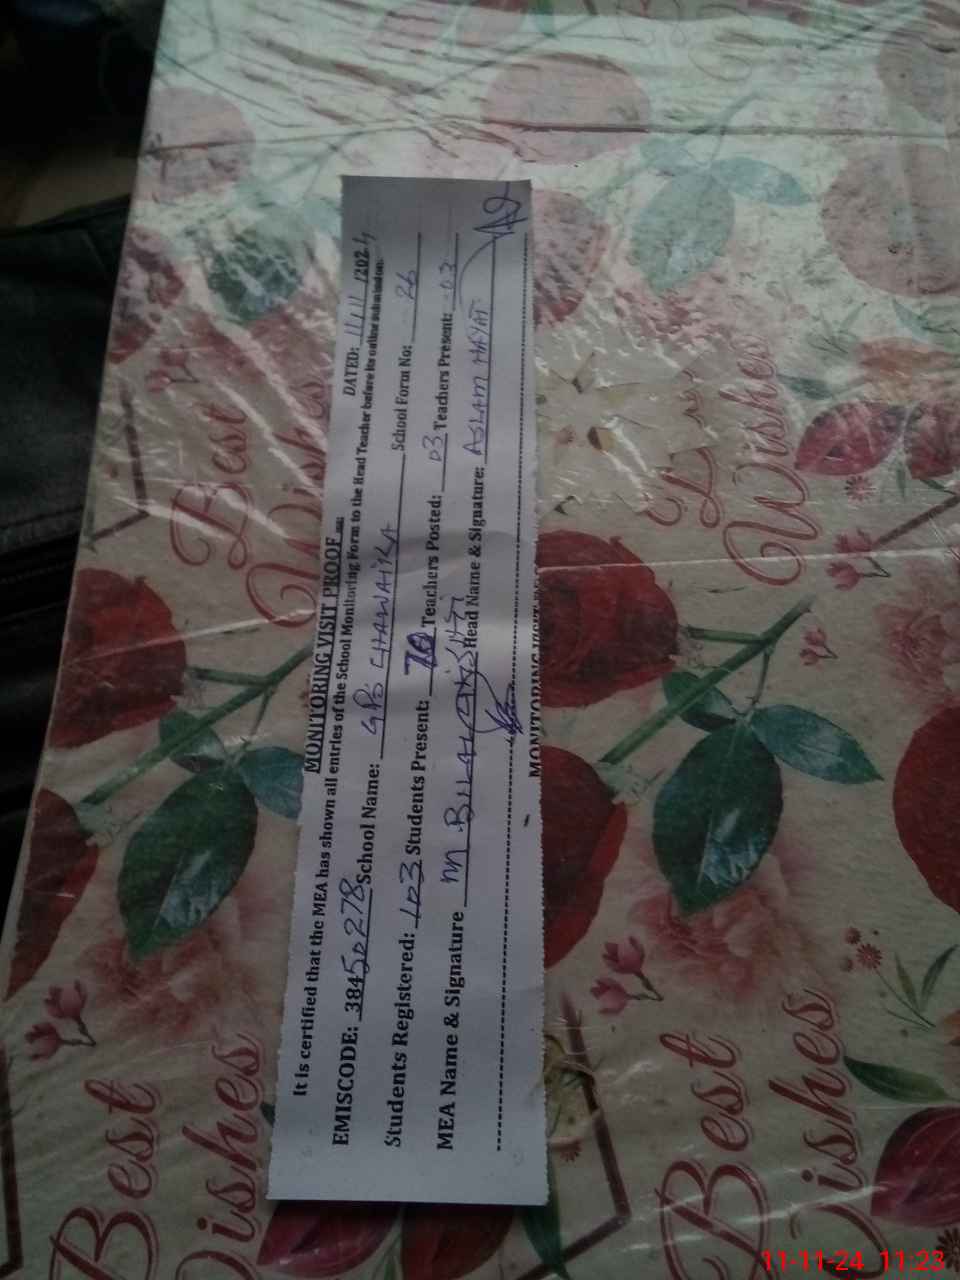 MONITORING VISIT PROOF
DATED: 11/11/2024
It is certified that the MEA has shown all entries of the School Monitoring Form to the Head Teacher before its online submission.
EMISCODE: 38450278 School Name: GPS CHAWAIKA School Form No: 26
Students Registered: 103 Students Present: 70 Teachers Posted: 03 Teachers Present: 03
MEA Name & Signature M BILAL Head Name & Signature: ASLAM HAYAT
MONITORING VISIT
Best
Wishes
Best
Wishes
Best
Wishes
Best
Wishes
11-11-24 11:23